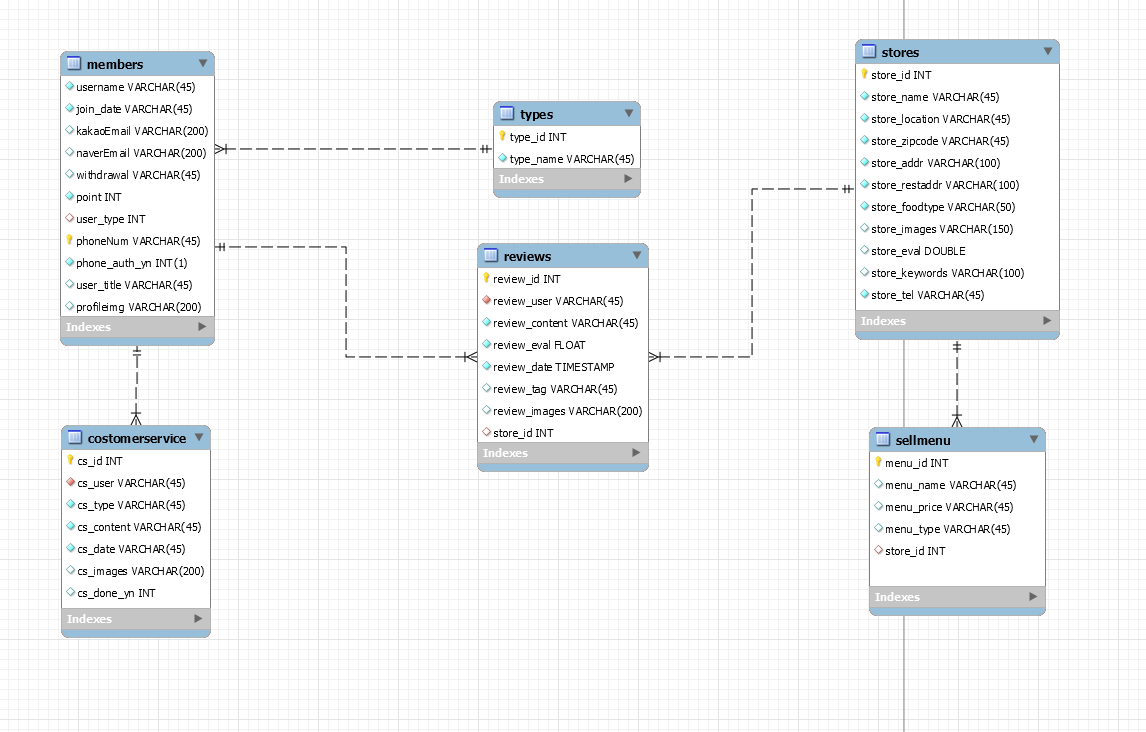 members
username VARCHAR(45)
join_date VARCHAR(45)
kakaoEmail VARCHAR(200)
naverEmail VARCHAR(200)
withdrawal VARCHAR(45)
point INT
user_type INT
phoneNum VARCHAR(45)
phone_auth_yn INT(1)
user_title VARCHAR(45)
profileimg VARCHAR(200)
Indexes
costomerservice
cs_id INT
cs_user VARCHAR(45)
cs_type VARCHAR(45)
cs_content VARCHAR(45)
cs_date VARCHAR(45)
cs_images VARCHAR(200)
cs_done_yn INT
Indexes
types
type_id INT
type_name VARCHAR(45)
Indexes
reviews
review_id INT
review_user VARCHAR(45)
review_content VARCHAR(45)
review_eval FLOAT
review_date TIMESTAMP
review_tag VARCHAR(45)
review_images VARCHAR(200)
store_id INT
Indexes
stores
store_id INT
store_name VARCHAR(45)
store_location VARCHAR(45)
store_zipcode VARCHAR(45)
store_addr VARCHAR(100)
store_restaddr VARCHAR(100)
store_foodtype VARCHAR(50)
store_images VARCHAR(150)
store_eval DOUBLE
store_keywords VARCHAR(100)
store_tel VARCHAR(45)
Indexes
sellmenu
menu_id INT
menu_name VARCHAR(45)
menu_price VARCHAR(45)
menu_type VARCHAR(45)
store_id INT
Indexes